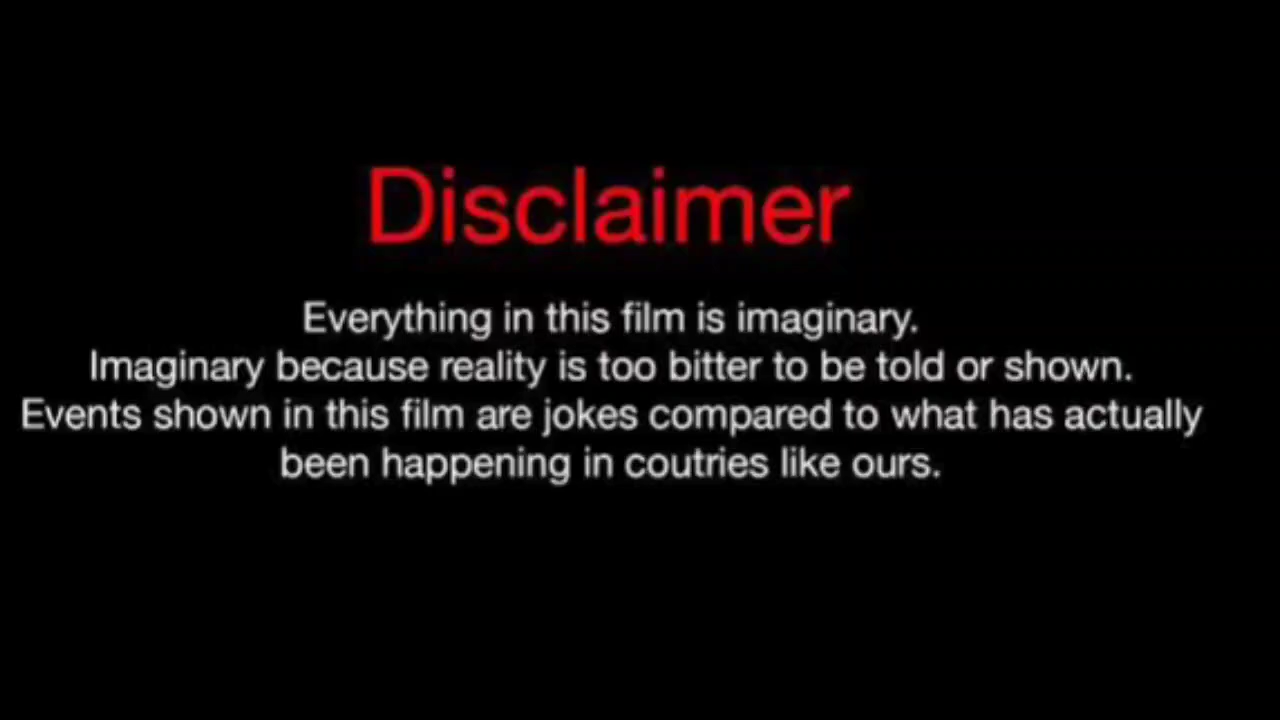 Disclaimer
Everything in this film is imaginary.
Imaginary because reality is too bitter to be told or shown.
Events shown in this film are jokes compared to what has actually
been happening in coutries like ours.